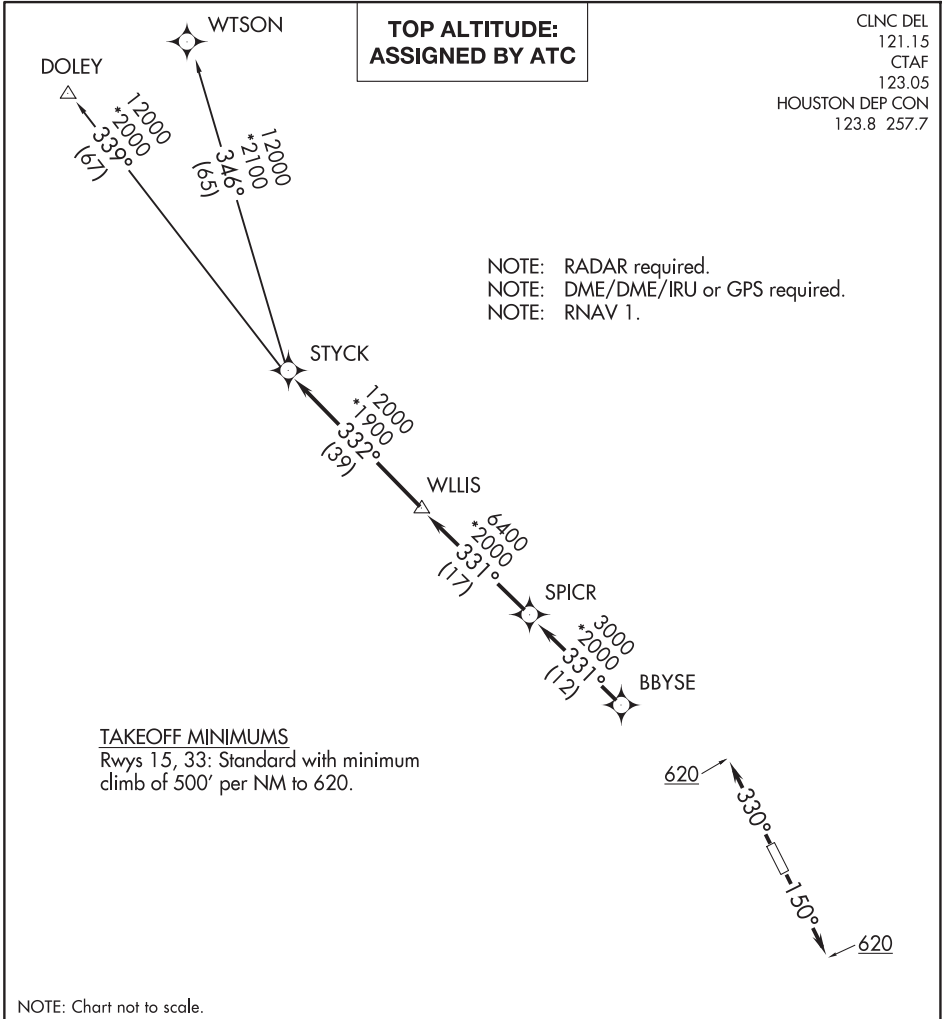 WTSON
TOP ALTITUDE:
ASSIGNED BY ATC
CLNC DEL
121.15
CTAF
123.05
HOUSTON DEP CON
123.8 257.7
DOLEY
12000
*2000
339°
(67)
12000
*2100
346°
(65)
NOTE: RADAR required.
NOTE: DME/DME/IRU or GPS required.
NOTE: RNAV 1.
STYCK
12000
*1900
332°
(39)
WLLIS
6400
*2000
331°
(17)
SPICR
3000
*2000
331°
(12)
BBYSE
TAKEOFF MINIMUMS
Rwys 15, 33: Standard with minimum
climb of 500' per NM to 620.
620
330°
150°
620
NOTE: Chart not to scale.